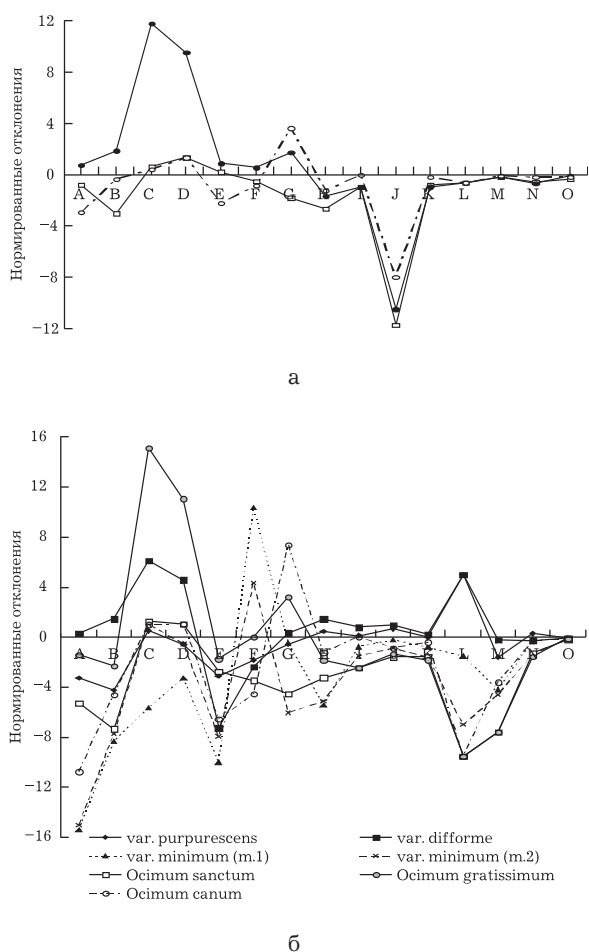 12
8
4
0
−4
−8
−12
Нормированные отклонения
A B C D E F G H I J K L M N O
а
16
12
8
4
0
−4
−8
−12
−16
Нормированные отклонения
A B C D E F G H I J K L M N O
var. purpurescens
var. difforme
var. minimum (m.1)
var. minimum (m.2)
Ocimum sanctum
Ocimum gratissimum
Ocimum canum
б